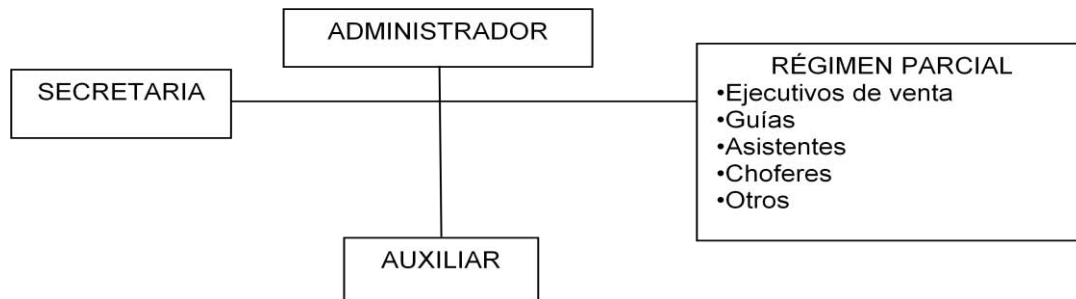 ADMINISTRADOR
SECRETARIA
RÉGIMEN PARCIAL
•Ejecutivos de venta
•Guías
•Asistentes
•Choferes
•Otros
AUXILIAR